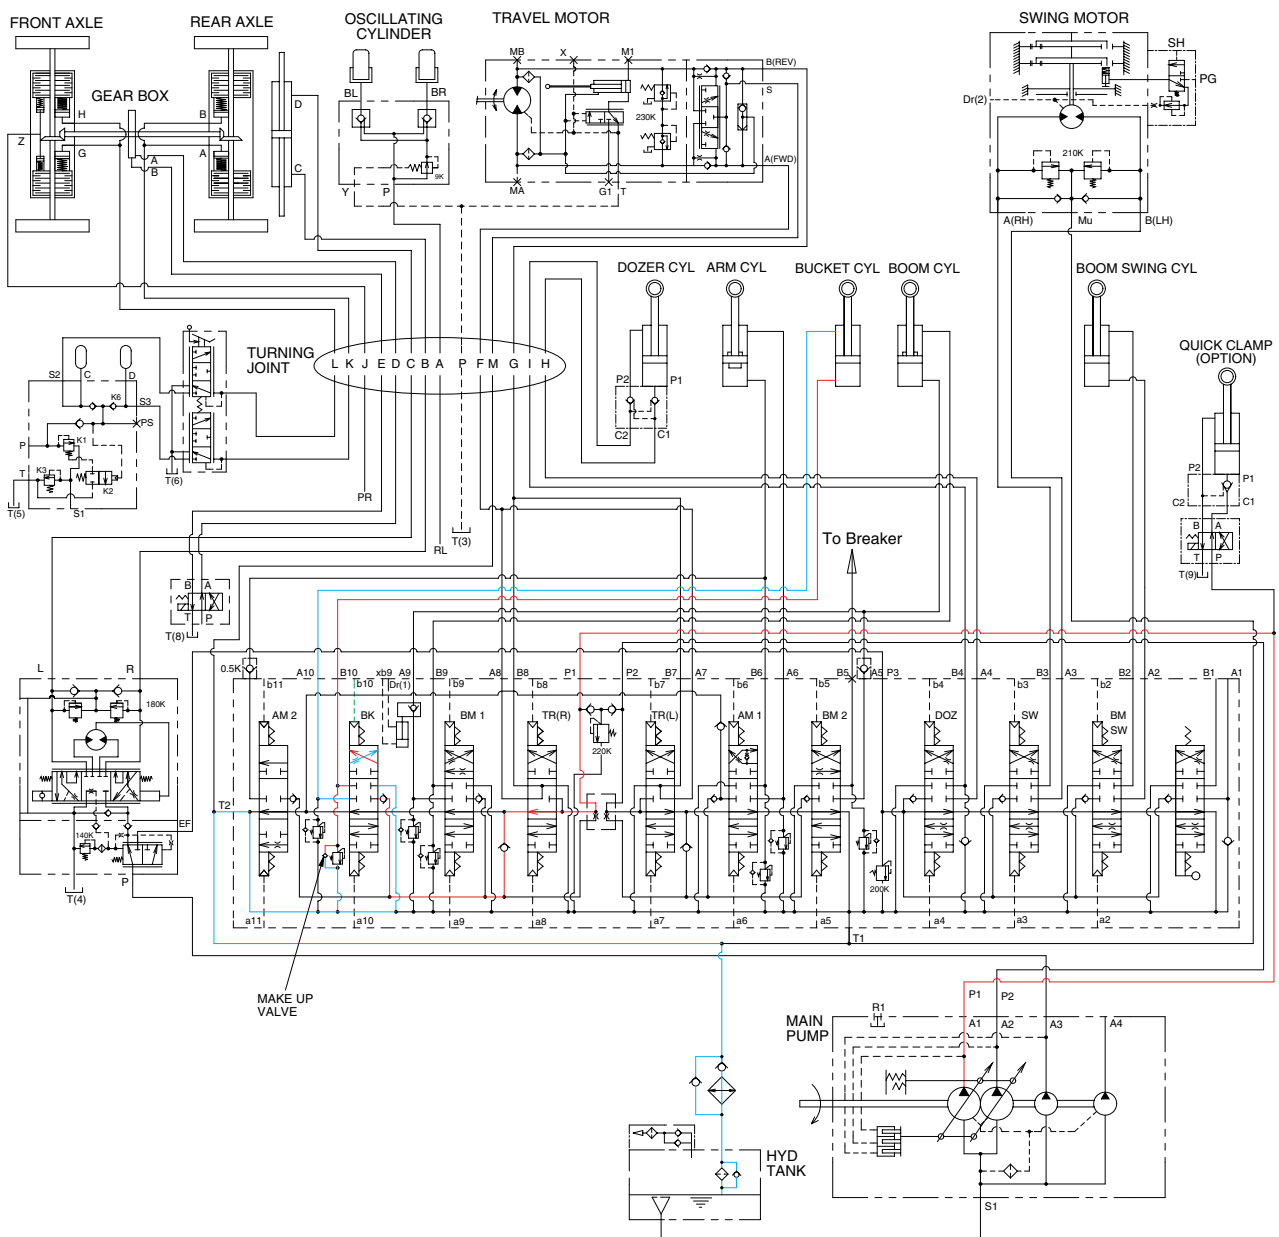 FRONT AXLE
REAR AXLE
OSCILLATING
CYLINDER
TRAVEL MOTOR
SWING MOTOR
MB
X
M1
B(REV)
S
SH
PG
Dr(2)
GEAR BOX
BL
BR
D
H
B
Z
230K
G
A
A
B
C
9K
A(FWD)
210K
Y
P
MA
G1
T
A(RH)
Mu
B(LH)
DOZER CYL
ARM CYL
BUCKET CYL
BOOM CYL
BOOM SWING CYL
QUICK CLAMP
(OPTION)
TURNING
JOINT
L K J E D C B A P F M G I H
S2
C
D
P2
P1
K6
S3
PS
C2
C1
P
K1
T
K3
K2
T(6)
T(5)
S1
PR
RL
T(3)
P2
P1
C2
C1
B
A
T
P
T(9)
To Breaker
B
A
T
P
T(8)
L
R
0.5K
A10
B10
xb9
A9
B9
A8
B8
P1
P2
B7
A7
B6
A6
B5
A5
P3
B4
A4
B3
A3
B2
A2
B1
A1
b11
b10
Dr(1)
b9
b8
b7
b6
b5
b4
b3
b2
180K
AM 2
BK
BM 1
TR(R)
TR(L)
AM 1
BM 2
DOZ
SW
BM
SW
220K
T2
EF
140K
P
T(4)
200K
a11
a10
a9
a8
a7
a6
a5
a4
a3
a2
T1
MAKE UP
VALVE
P1
P2
R1
MAIN
PUMP
A1
A2
A3
A4
HYD
TANK
S1